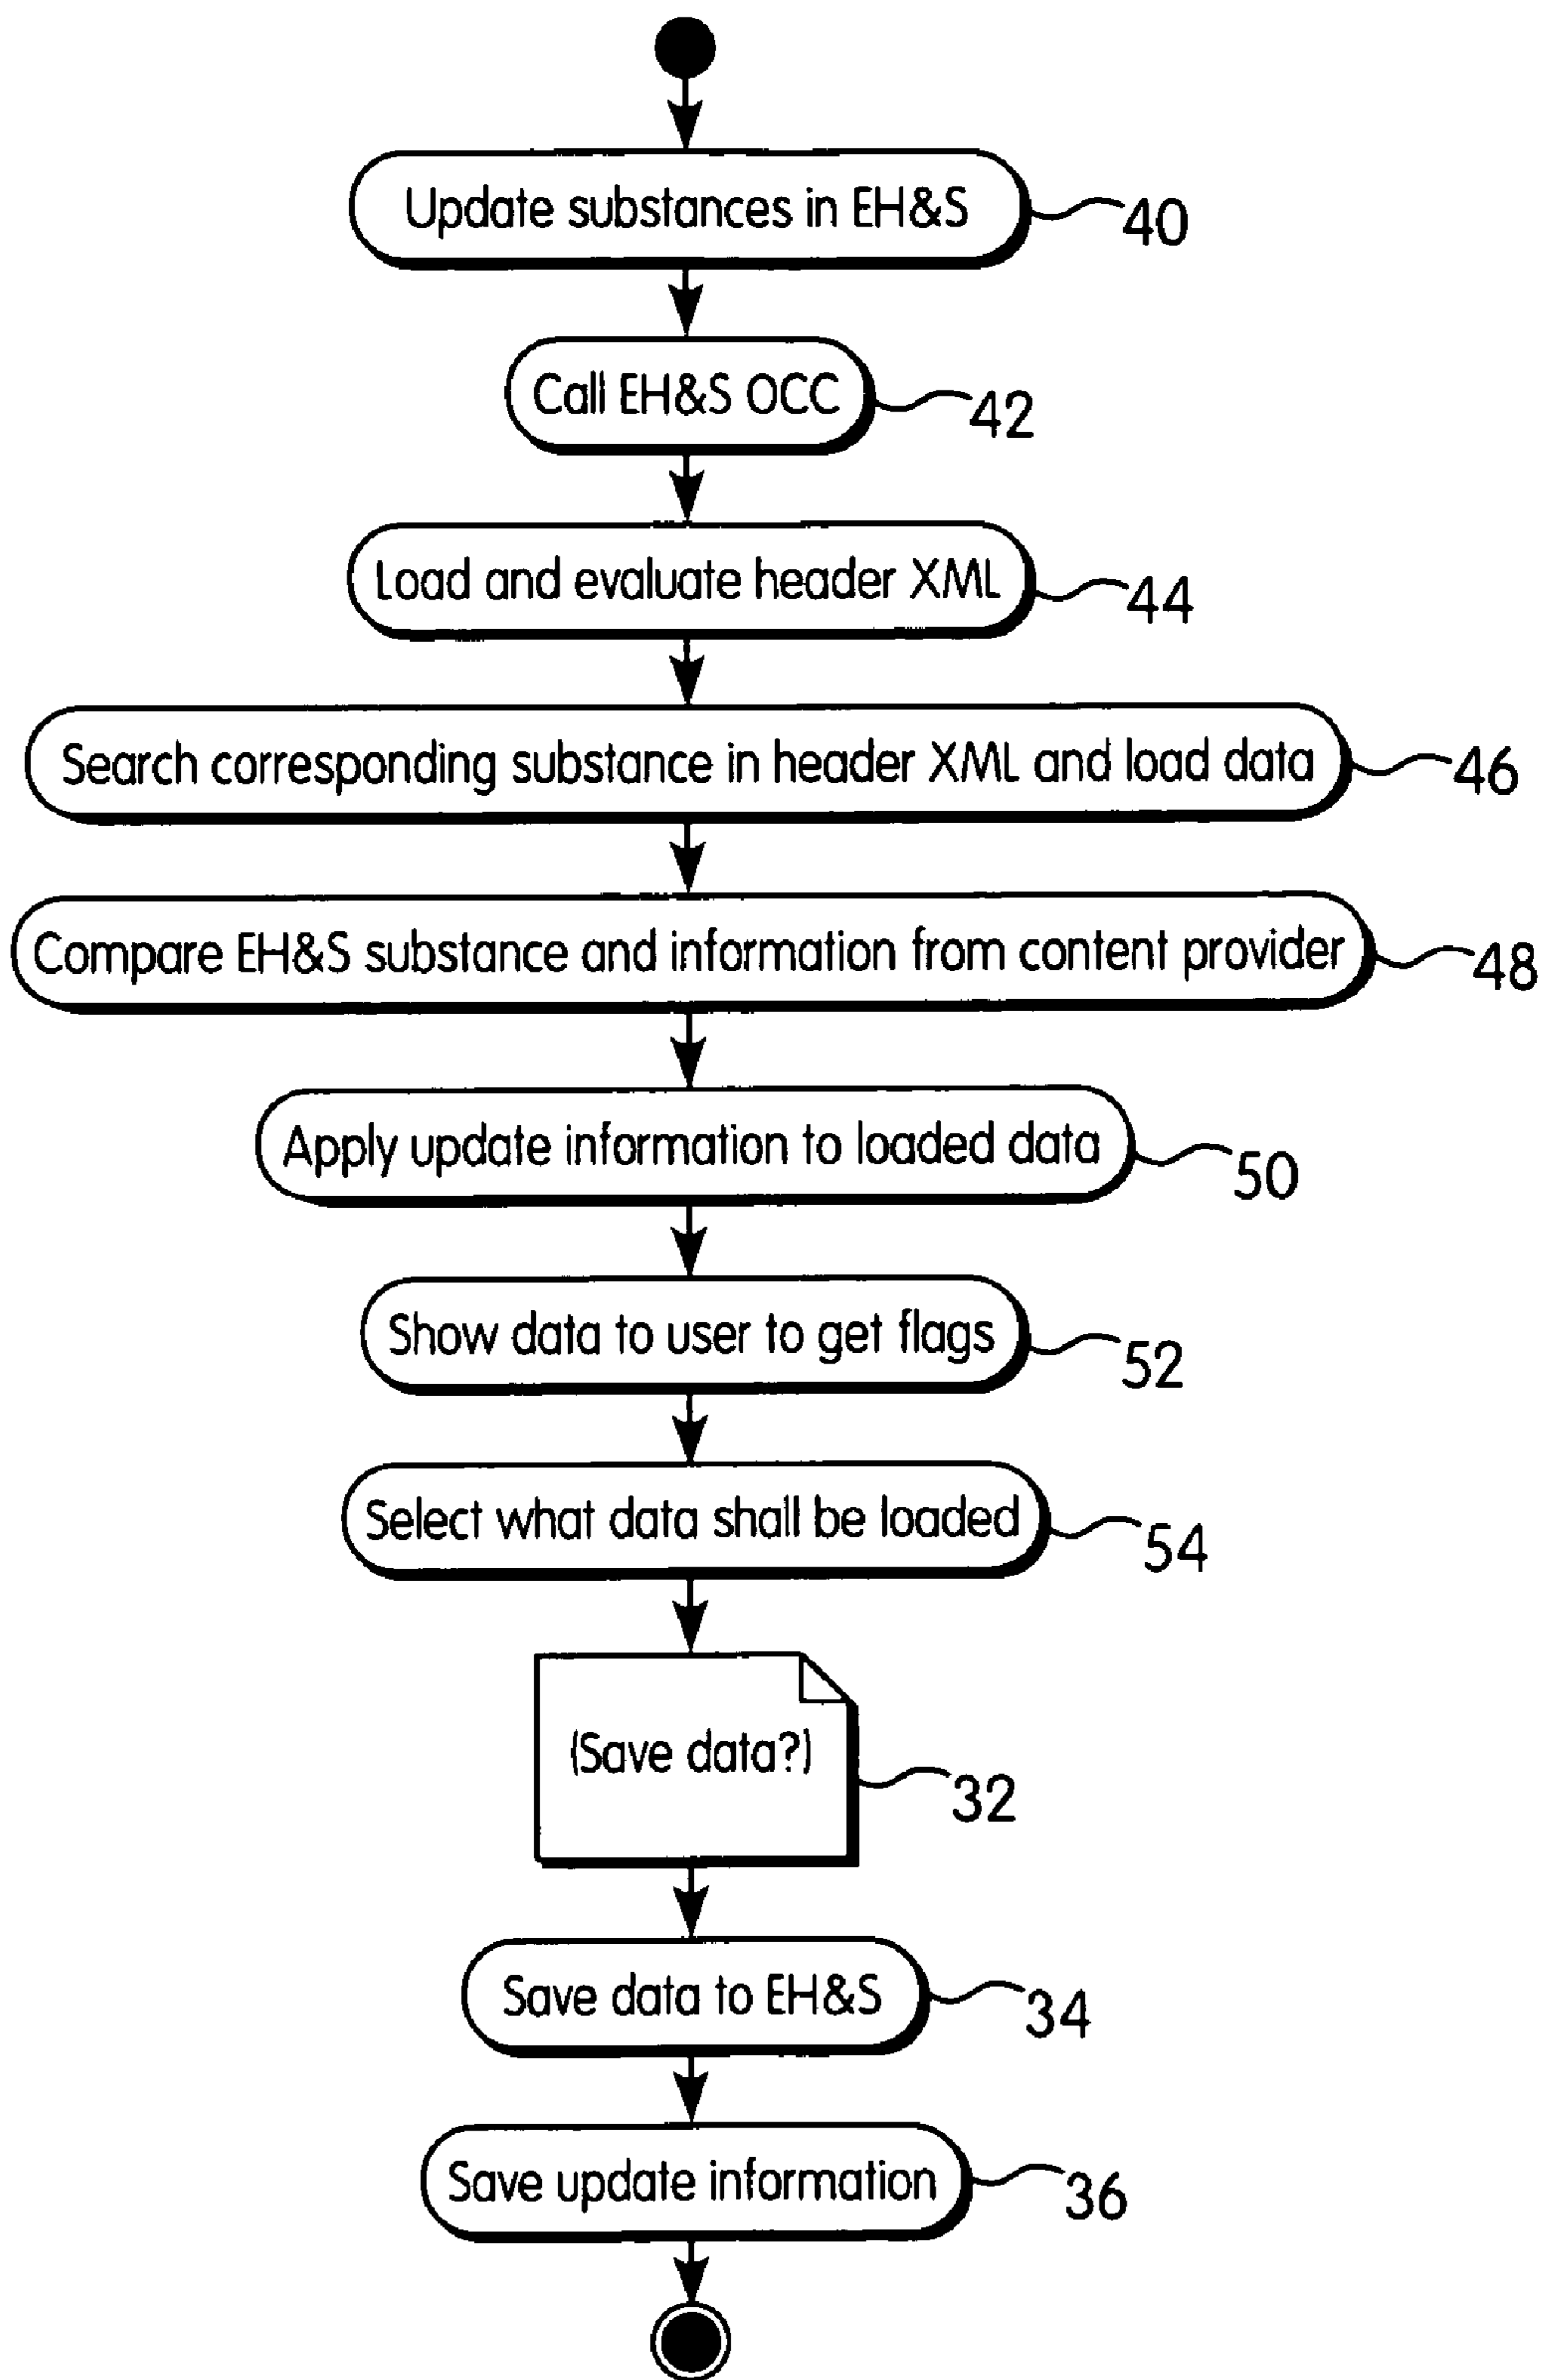 Update substances in EH&S
40
Call EH&S OCC
42
Load and evaluate header XML
44
Search corresponding substance in header XML and load data
46
Compare EH&S substance and information from content provider
48
Apply update information to loaded data
50
Show data to user to get flags
52
Select what data shall be loaded
54
(Save data?)
32
Save data to EH&S
34
Save update information
36